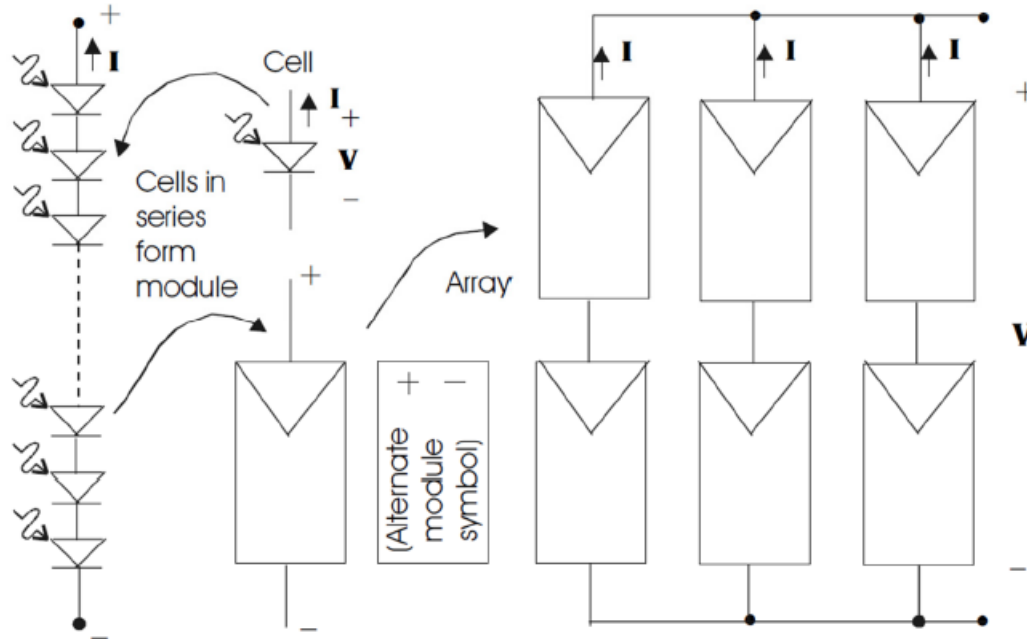 +
I
Cell
I
+
V
−
Cells in
series
form
module
+
−
−
Array
+ −
(Alternate
module
symbol)
I
I
I
+
V
−